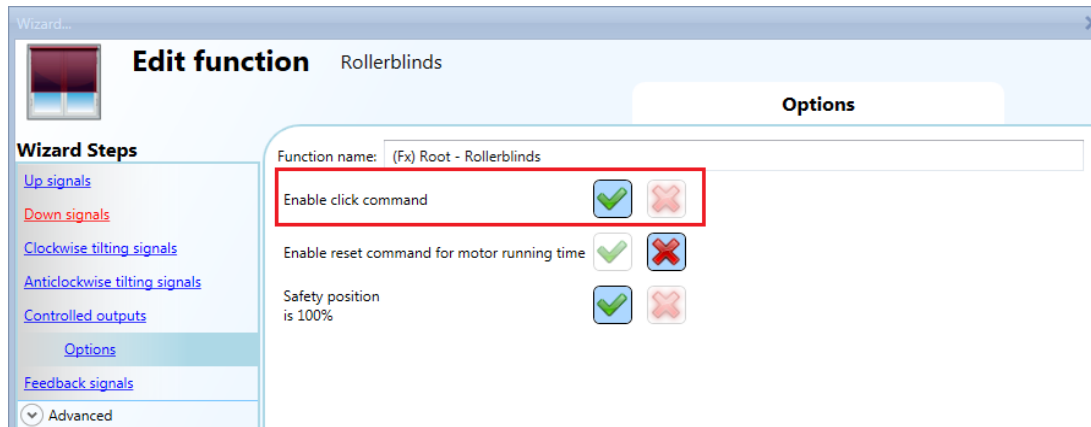 Wizard...
Edit function Rollerblinds
Options
Wizard Steps
Up signals
Down signals
Clockwise tilting signals
Anticlockwise tilting signals
Controlled outputs
Options
Feedback signals
Advanced
Function name: (Fx) Root - Rollerblinds
Enable click command
Enable reset command for motor running time
Safety position
is 100%